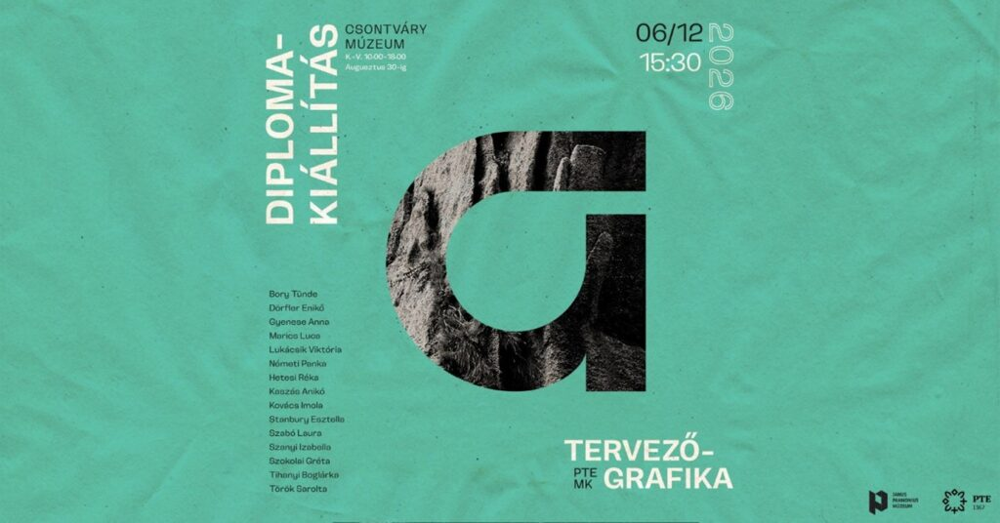 DIPLOMA-
KIÁLLÍTÁS
CSONTVÁRY
MÚZEUM
K.-V. 10:00-18:00
Augusztus 30-ig
06/12
15:30
2026
Bory Tünde
Dörfler Enikő
Gyenese Anna
Marics Luca
Lukácsik Viktória
Németi Panka
Hetesi Réka
Kaszás Anikó
Kovács Imola
Stanbury Esztella
Szabó Laura
Szanyi Izabella
Szokolai Gréta
Tihanyi Boglárka
Török Sarolta
TERVEZŐ-
PTE
MK
GRAFIKA
JANUS
PANNONIUS
MÚZEUM
PTE
1367